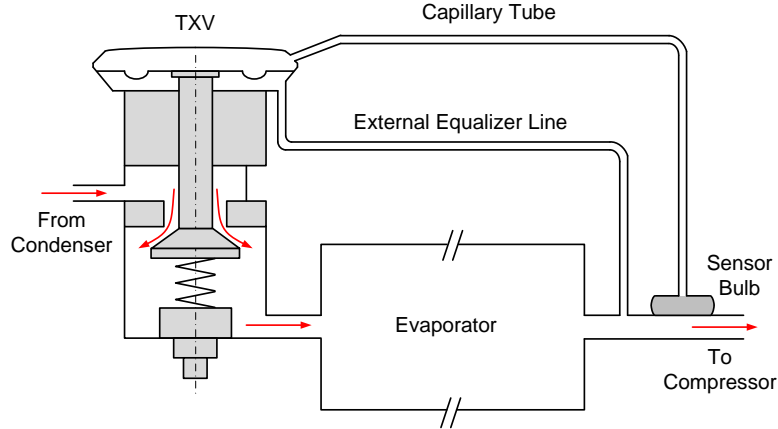 TXV
Capillary Tube
External Equalizer Line
From
Condenser
Sensor
Bulb
Evaporator
To
Compressor